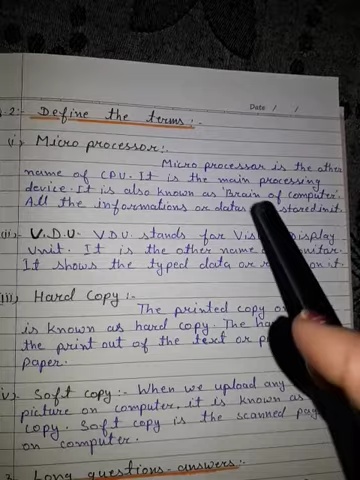 Date / /
2:- Define the terms:-
i) Micro processor:-
Micro processor is the other
name of CPU. It is the main processing
device. It is also known as 'Brain of computer'.
All the informations or datas stored in it.
(ii):- V.D.U:- VDU stands for Display
Unit. It is the other name
It shows the typed data or on it
(iii) Hard Copy :-
The printed copy
is known as hard copy. The
the print out of the text or
paper.
iv) Soft copy :- When we upload any
picture on computer, it is known as
copy. Soft copy is the scanned
on computer.
3. Long questions-answers:-